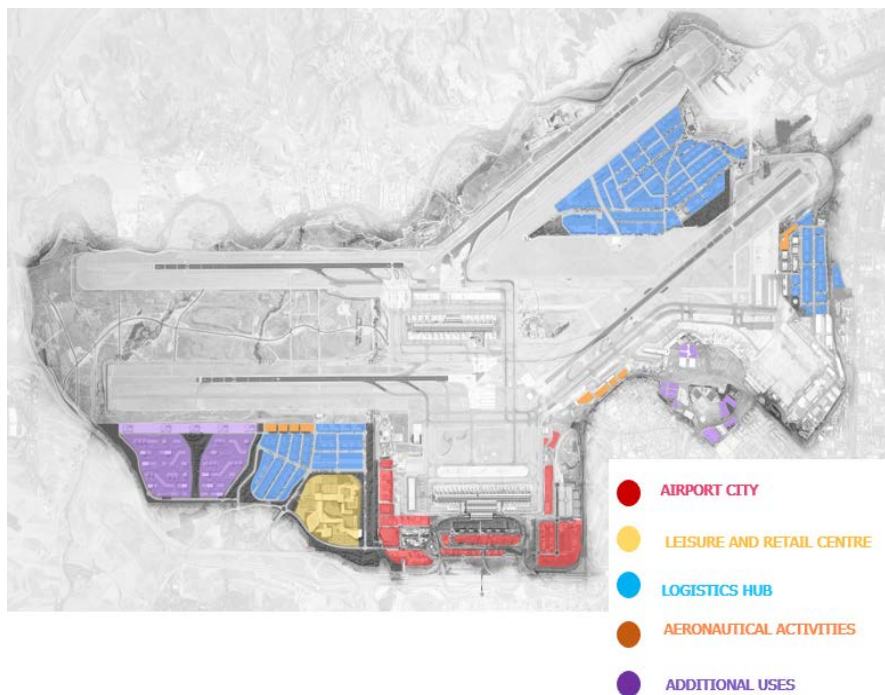 AIRPORT CITY
LEISURE AND RETAIL CENTRE
LOGISTICS HUB
AERONAUTICAL ACTIVITIES
ADDITIONAL USES